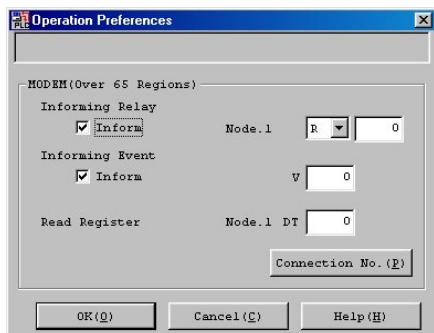 PLC Operation Preferences
MODEM(Over 65 Regions)
Informing Relay
Inform Node.1 R 0
Informing Event
Inform V 0
Read Register Node.1 DT 0
Connection No.(P)
OK(O) Cancel(C) Help(H)